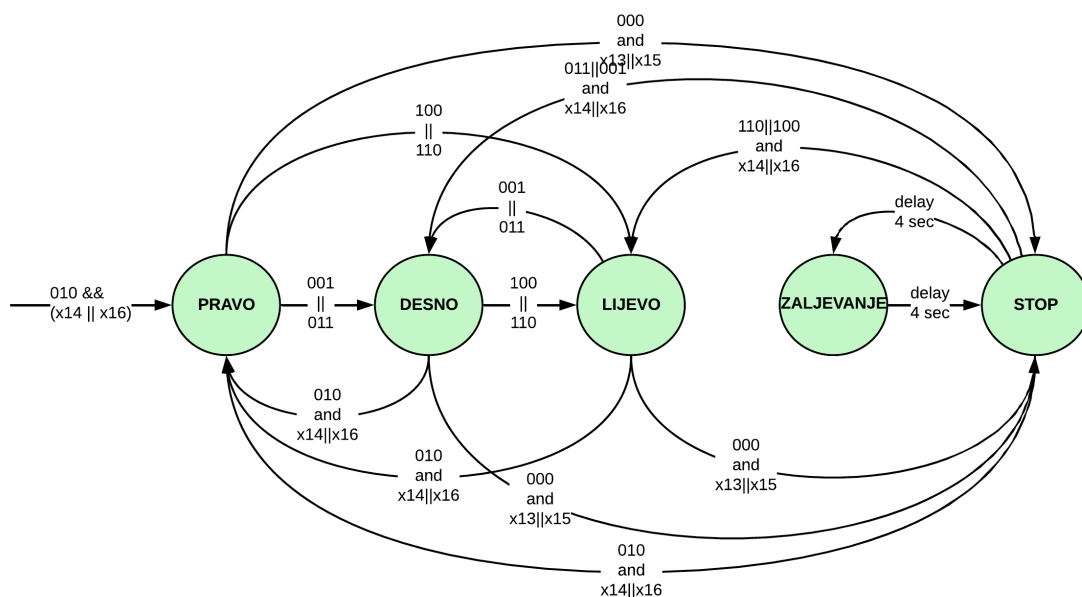 000
and
x13||x15
011||001
and
x14||x16
100
||
110
110||100
and
x14||x16
001
||
011
delay
4 sec
010 &&
(x14 || x16)
PRAVO
001
||
011
DESNO
100
||
110
LIJEVO
ZALJEVANJE
delay
4 sec
STOP
010
and
x14||x16
010
and
x14||x16
000
and
x13||x15
000
and
x13||x15
010
and
x14||x16